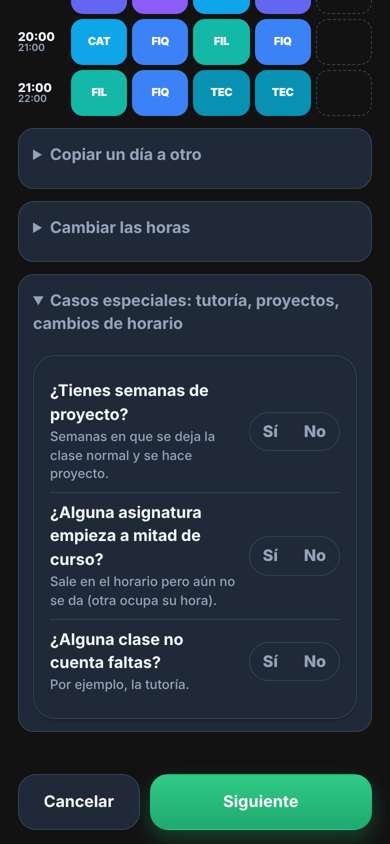 20:00
21:00
CAT
FIQ
FIL
FIQ
21:00
22:00
FIL
FIQ
TEC
TEC
▶ Copiar un día a otro
▶ Cambiar las horas
▼ Casos especiales: tutoría, proyectos,
cambios de horario
¿Tienes semanas de
proyecto?
Semanas en que se deja la
clase normal y se hace
proyecto.
Sí No
¿Alguna asignatura
empieza a mitad de
curso?
Sale en el horario pero aún no
se da (otra ocupa su hora).
Sí No
¿Alguna clase no
cuenta faltas?
Por ejemplo, la tutoría.
Sí No
Cancelar
Siguiente